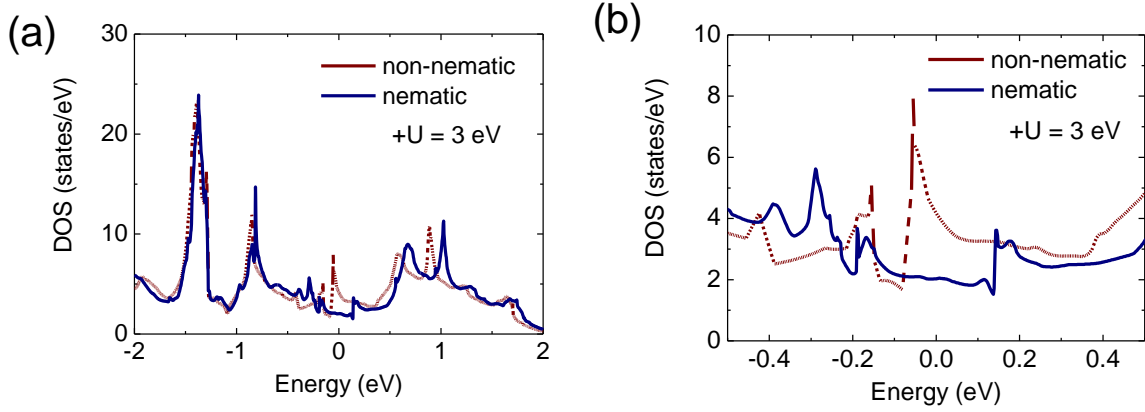 (a)
30
20
10
0
DOS (states/eV)
non-nematic
nematic
+U = 3 eV
-2
-1
0
1
2
Energy (eV)
(b)
10
8
6
4
2
0
DOS (states/eV)
non-nematic
nematic
+U = 3 eV
-0.4
-0.2
0.0
0.2
0.4
Energy (eV)